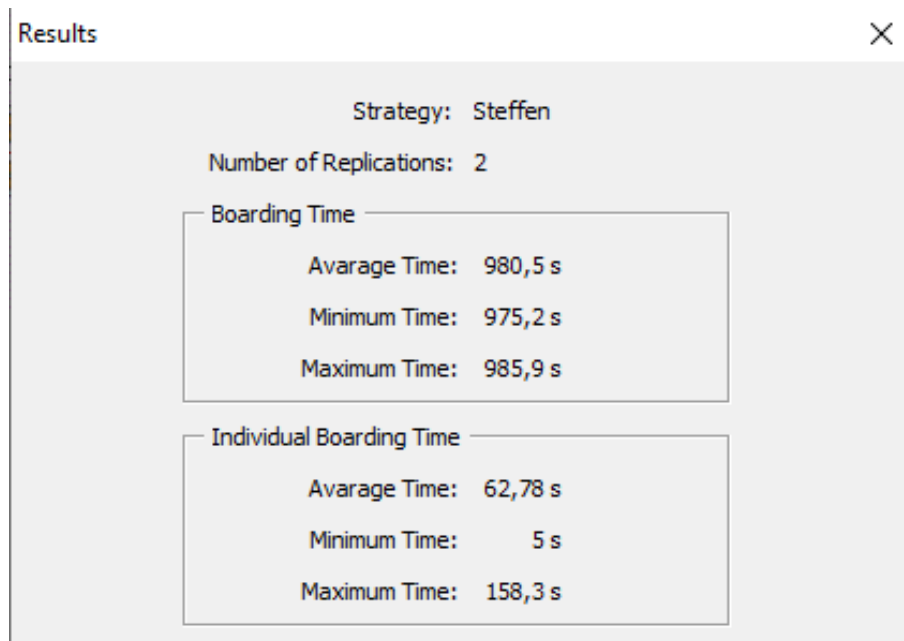 Results
Strategy: Steffen
Number of Replications: 2
Boarding Time
Avarage Time: 980,5 s
Minimum Time: 975,2 s
Maximum Time: 985,9 s
Individual Boarding Time
Avarage Time: 62,78 s
Minimum Time: 5 s
Maximum Time: 158,3 s